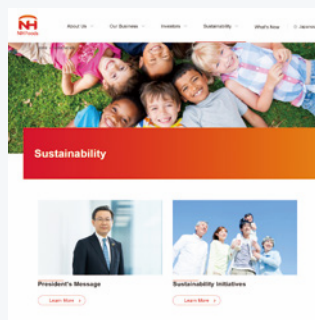 NH Foods
About Us
Our Business
Investors
Sustainability
What's New
Japanese
Sustainability
President's Message
Sustainability Initiatives
Learn More
Learn More